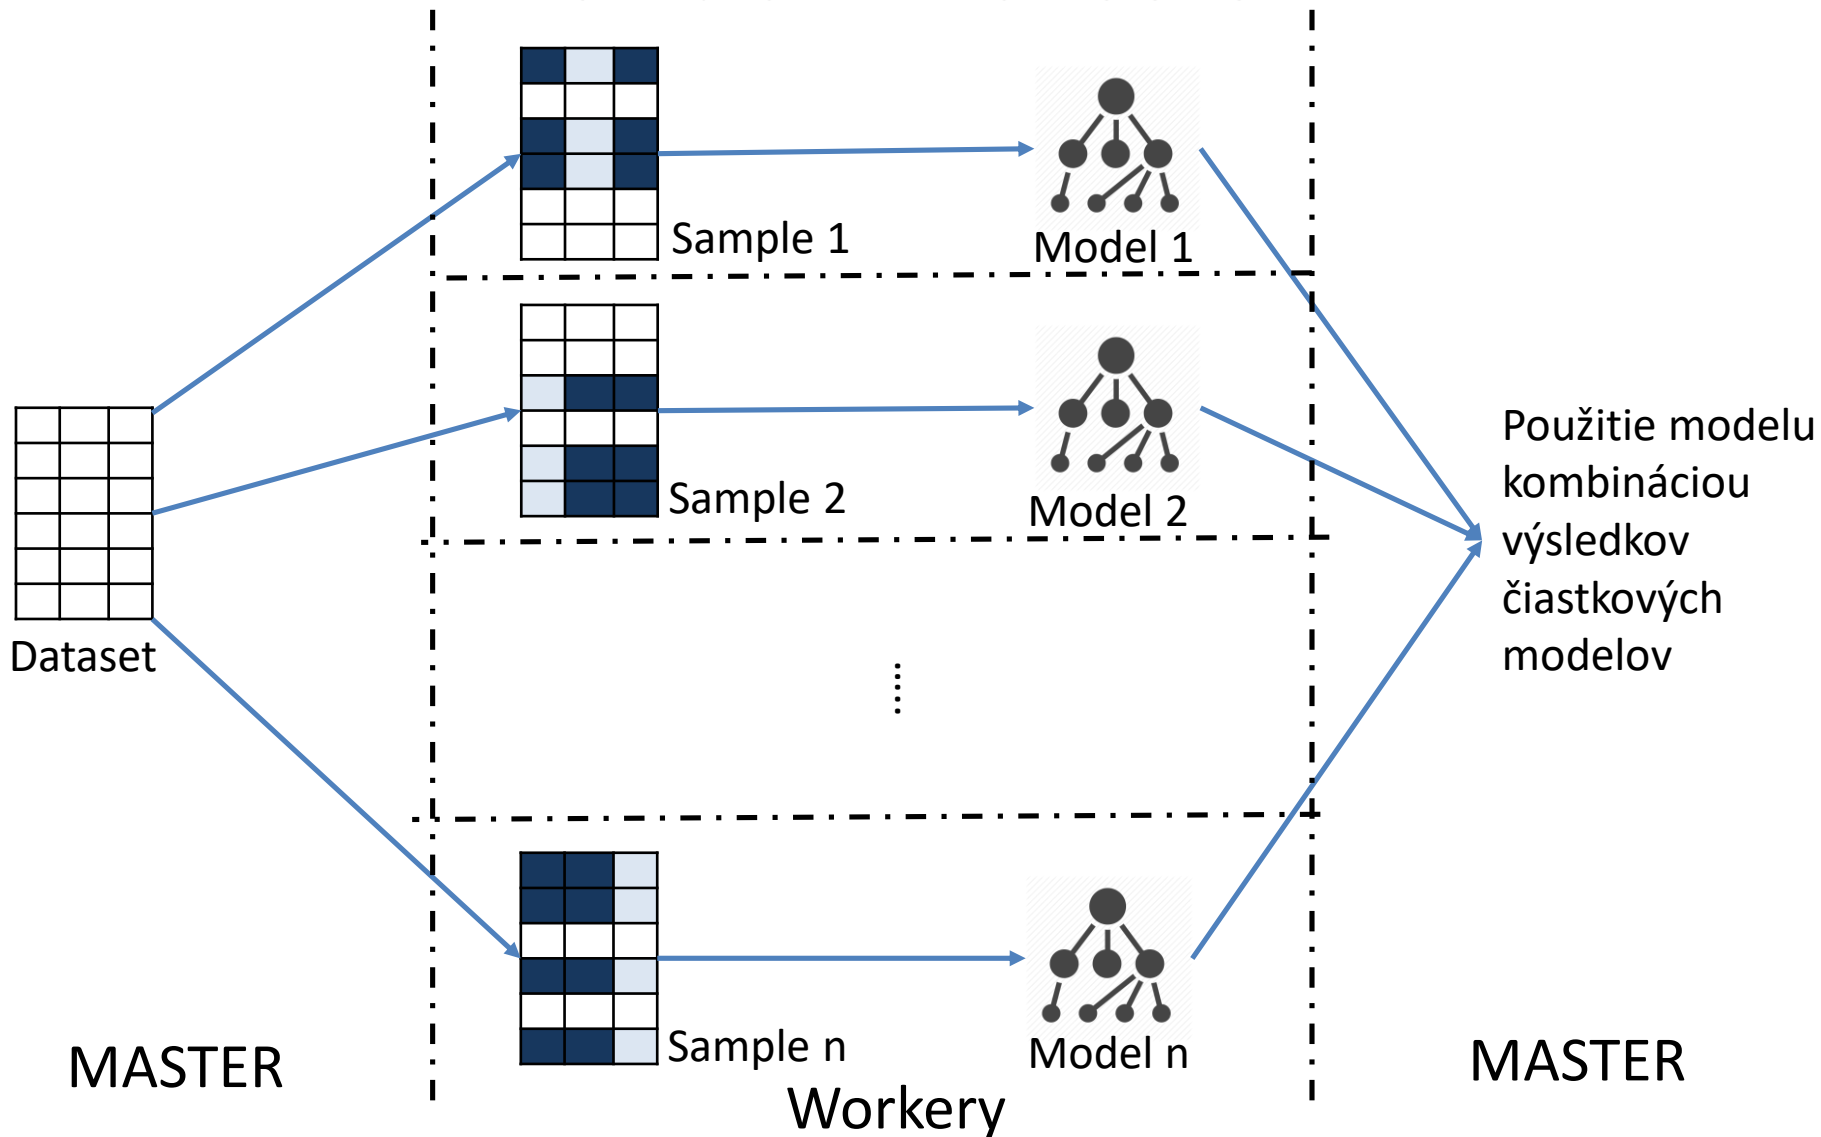 Sample 1
Model 1
Sample 2
Model 2
Dataset
Použitie modelu
kombináciou
výsledkov
čiastkových
modelov
Sample n
Model n
MASTER
Workery
MASTER